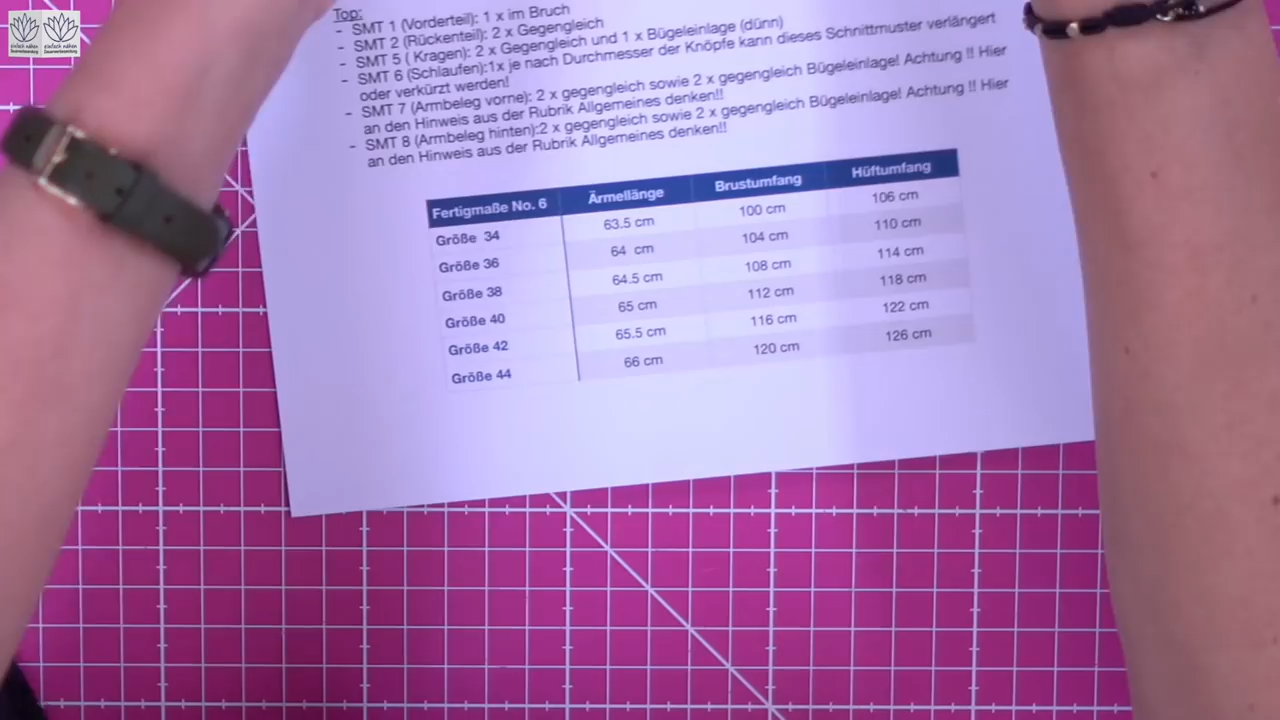 Top:
- SMT 1 (Vorderteil): 1 x im Bruch
- SMT 2 (Rückenteil): 2 x Gegengleich
- SMT 5 ( Kragen): 2 x Gegengleich und 1 x Bügeleinlage (dünn)
- SMT 6 (Schlaufen):1x je nach Durchmesser der Knöpfe kann dieses Schnittmuster verlängert
oder verkürzt werden!
- SMT 7 (Armbeleg vorne): 2 x gegengleich sowie 2 x gegengleich Bügeleinlage! Achtung !! Hier
an den Hinweis aus der Rubrik Allgemeines denken!!
- SMT 8 (Armbeleg hinten):2 x gegengleich sowie 2 x gegengleich Bügeleinlage! Achtung !! Hier
an den Hinweis aus der Rubrik Allgemeines denken!!
Fertigmaße No. 6 Ärmellänge Brustumfang Hüftumfang
Größe 34 63.5 cm 100 cm 106 cm
Größe 36 64 cm 104 cm 110 cm
Größe 38 64.5 cm 108 cm 114 cm
Größe 40 65 cm 112 cm 118 cm
Größe 42 65.5 cm 116 cm 122 cm
Größe 44 66 cm 120 cm 126 cm
einfach nähen einfach nähen